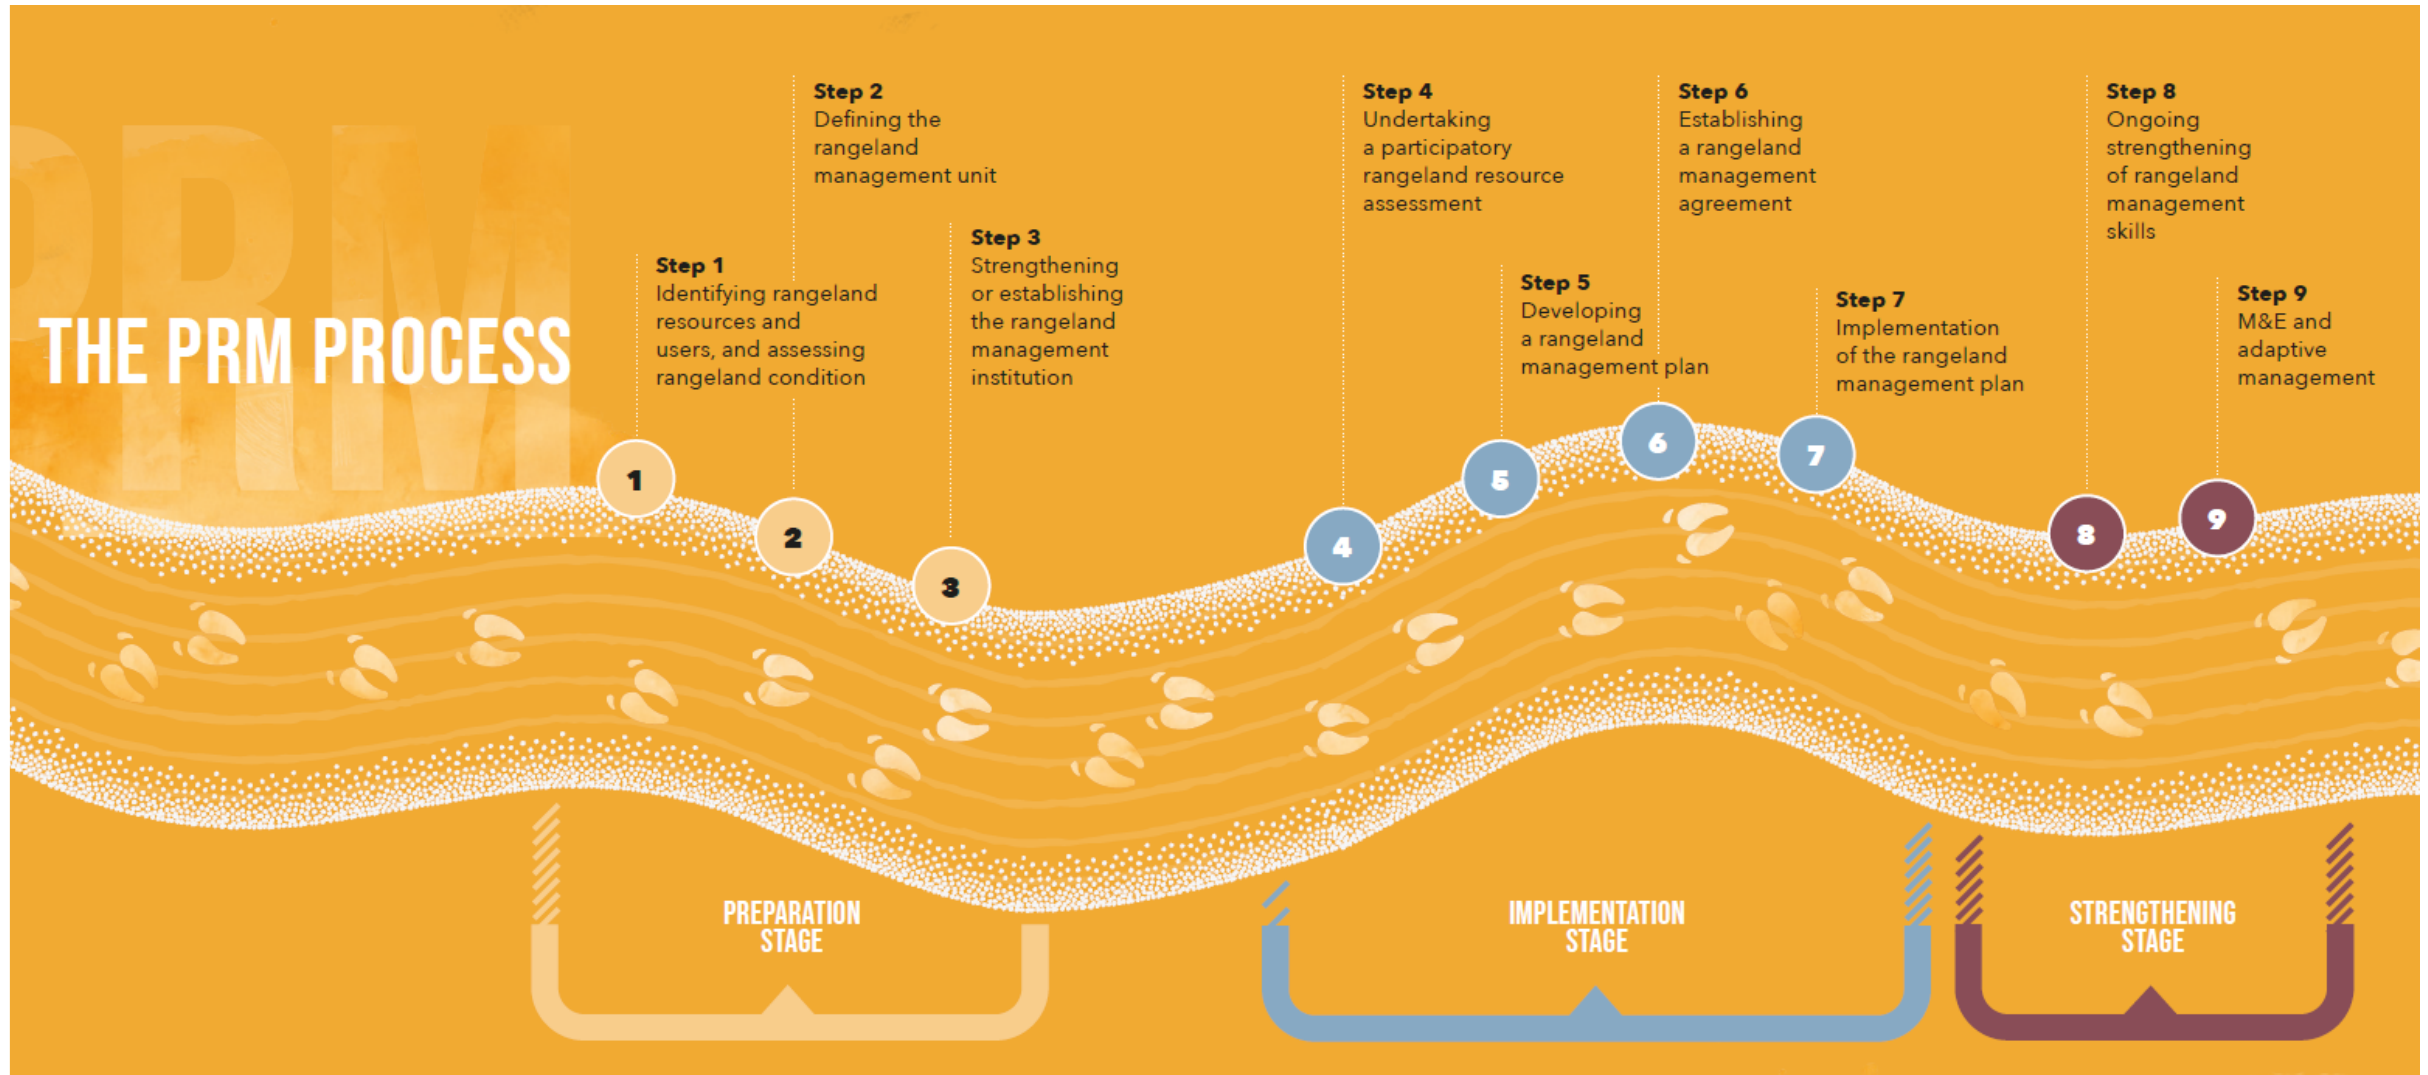 PRM
THE PRM PROCESS
Step 1
Identifying rangeland
resources and
users, and assessing
rangeland condition
Step 2
Defining the
rangeland
management unit
Step 3
Strengthening
or establishing
the rangeland
management
institution
Step 4
Undertaking
a participatory
rangeland resource
assessment
Step 5
Developing
a rangeland
management plan
Step 6
Establishing
a rangeland
management
agreement
Step 7
Implementation
of the rangeland
management plan
Step 8
Ongoing
strengthening
of rangeland
management
skills
Step 9
M&E and
adaptive
management
1
2
3
4
5
6
7
8
9
PREPARATION
STAGE
IMPLEMENTATION
STAGE
STRENGTHENING
STAGE